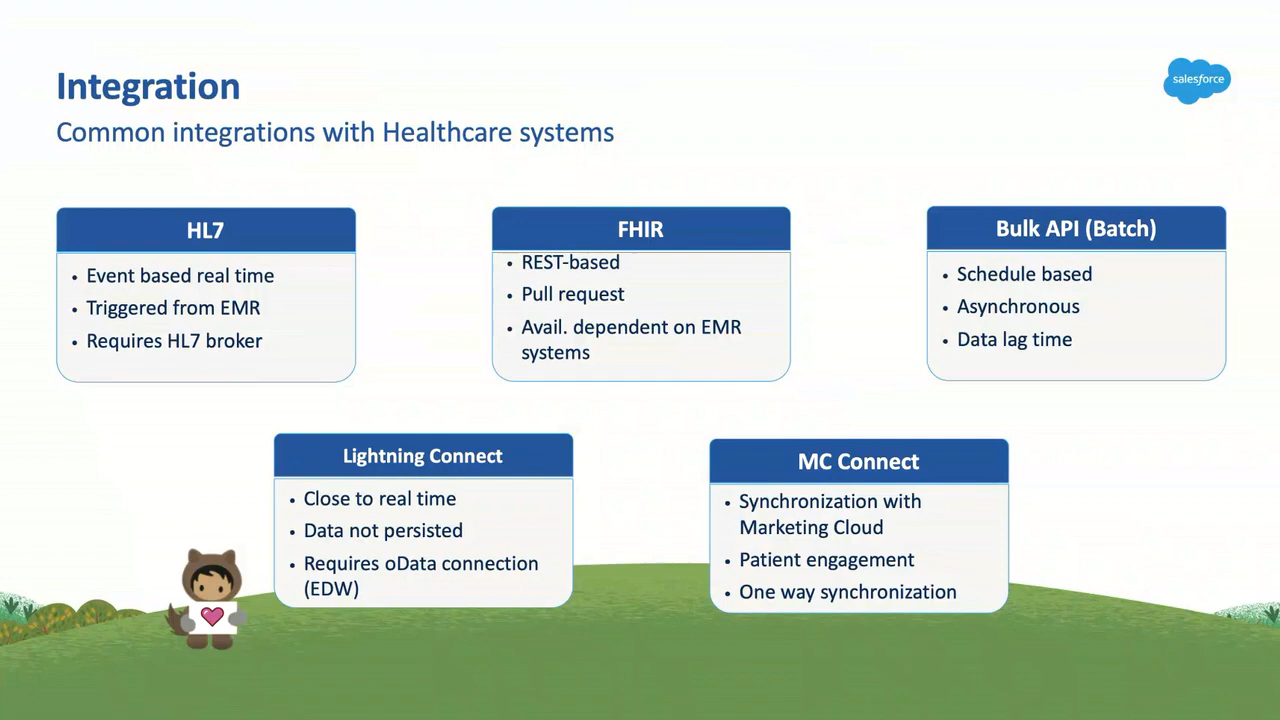 Integration
salesforce
Common integrations with Healthcare systems
HL7
• Event based real time
• Triggered from EMR
• Requires HL7 broker
FHIR
• REST-based
• Pull request
• Avail. dependent on EMR
systems
Bulk API (Batch)
• Schedule based
• Asynchronous
• Data lag time
Lightning Connect
• Close to real time
• Data not persisted
• Requires oData connection
(EDW)
MC Connect
• Synchronization with
Marketing Cloud
• Patient engagement
• One way synchronization